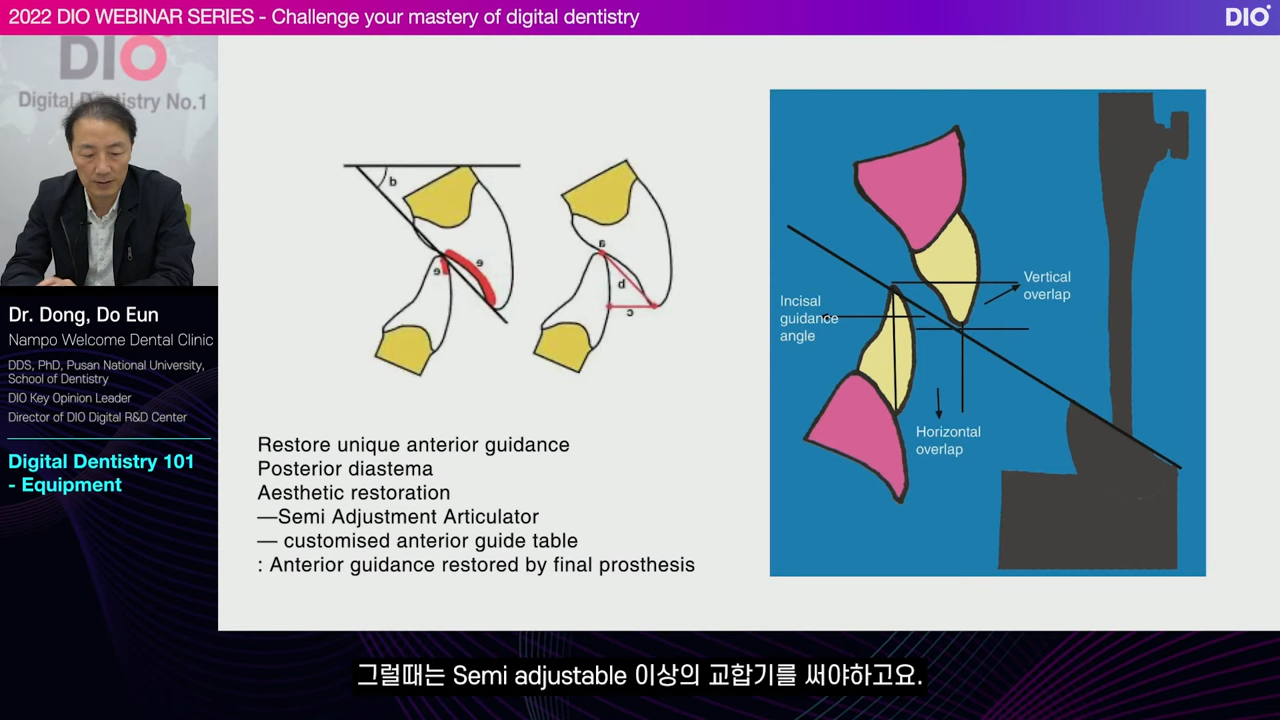 2022 DIO WEBINAR SERIES - Challenge your mastery of digital dentistry
DIO
DIO
Digital Dentistry No.1
Dr. Dong, Do Eun
Nampo Welcome Dental Clinic
DDS, PhD, Pusan National University,
School of Dentistry
DIO Key Opinion Leader
Director of DIO Digital R&D Center
Digital Dentistry 101
- Equipment
b
e
e
a
d
c
Restore unique anterior guidance
Posterior diastema
Aesthetic restoration
—Semi Adjustment Articulator
— customised anterior guide table
: Anterior guidance restored by final prosthesis
Incisal
guidance
angle
Vertical
overlap
Horizontal
overlap
그럴때는 Semi adjustable 이상의 교합기를 써야하고요.